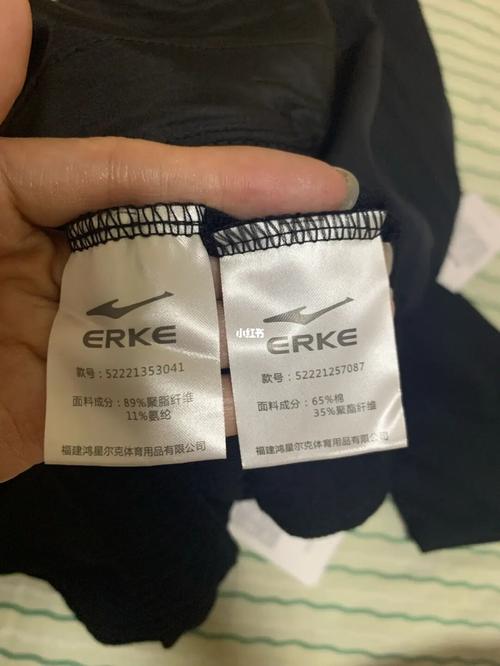 ERKE
款号：52221353041
面料成分：89%聚脂纤维
11%氨纶
福建鸿星尔克体育用品有限公司
小红书
ERKE
款号：52221257087
面料成分：65%棉
35%聚酯纤维
福建鸿星尔克体育用品有限公司